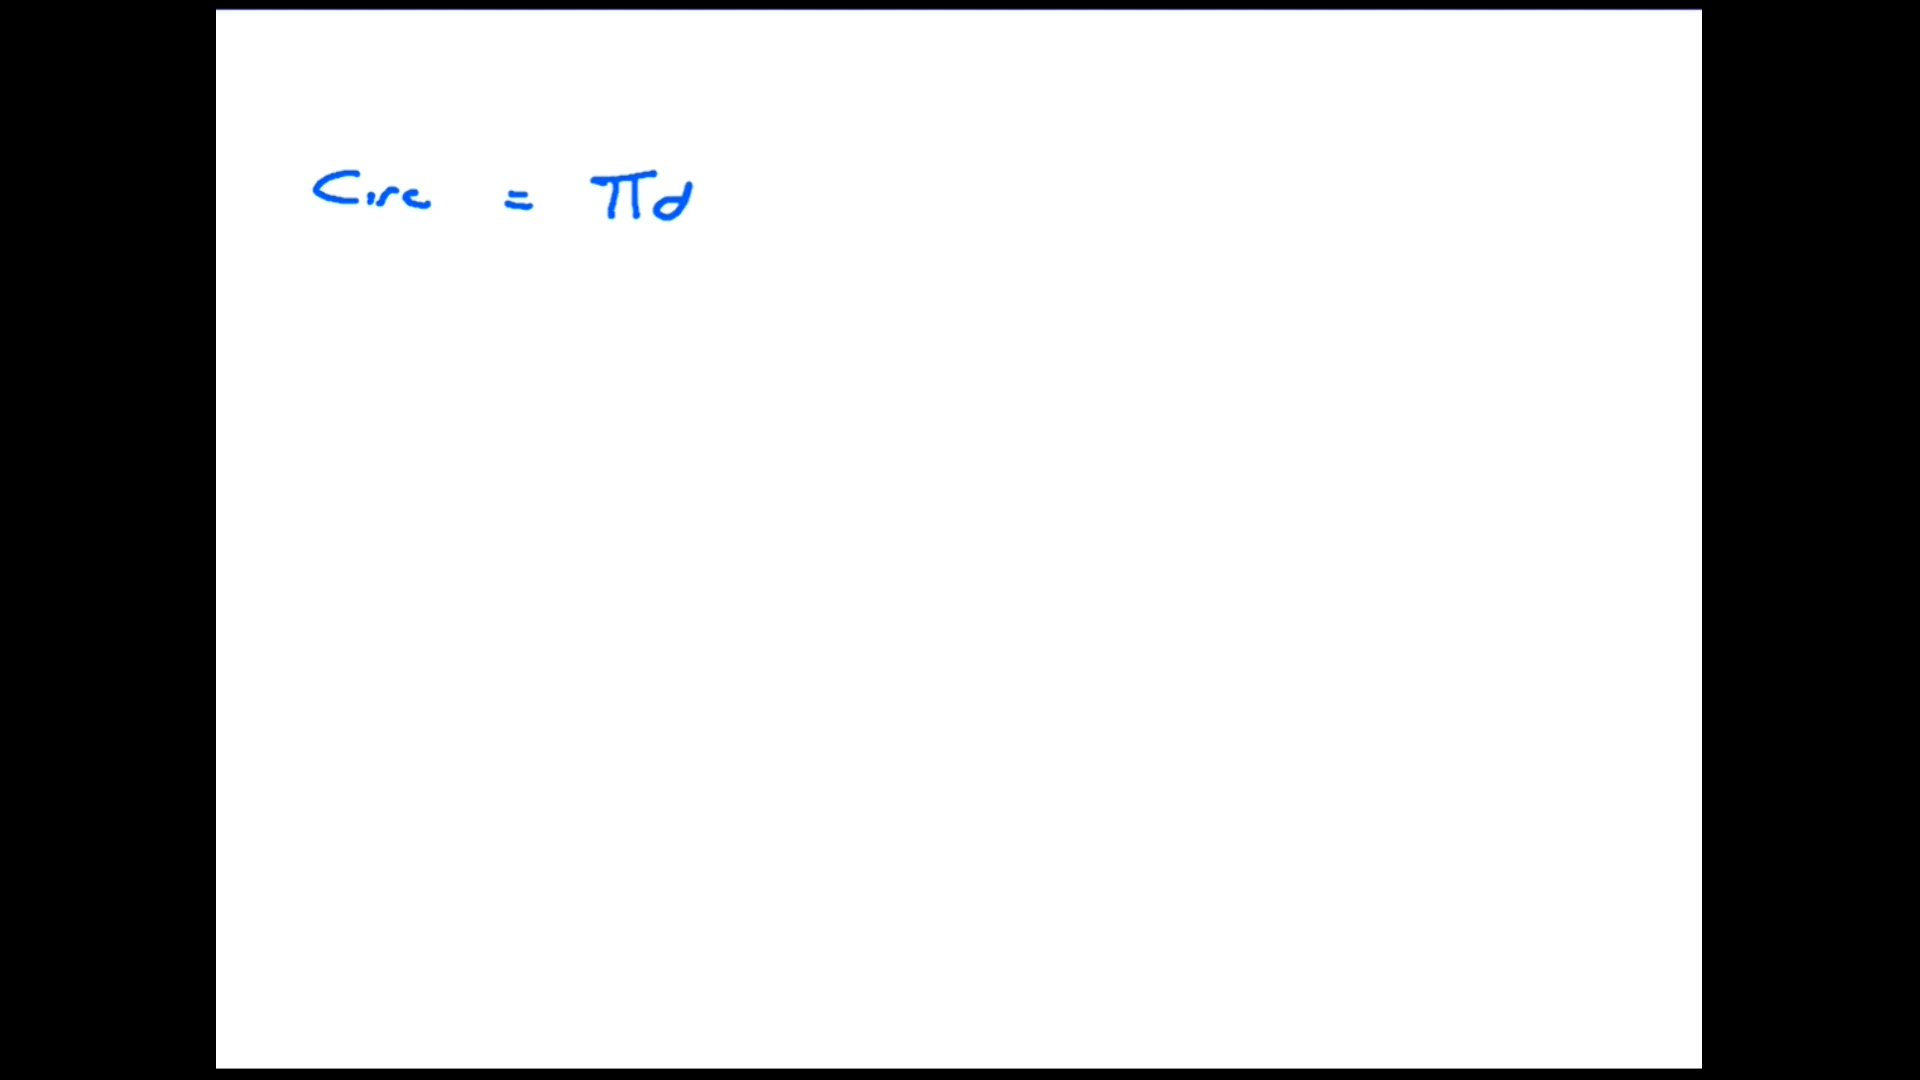 Circ = πd